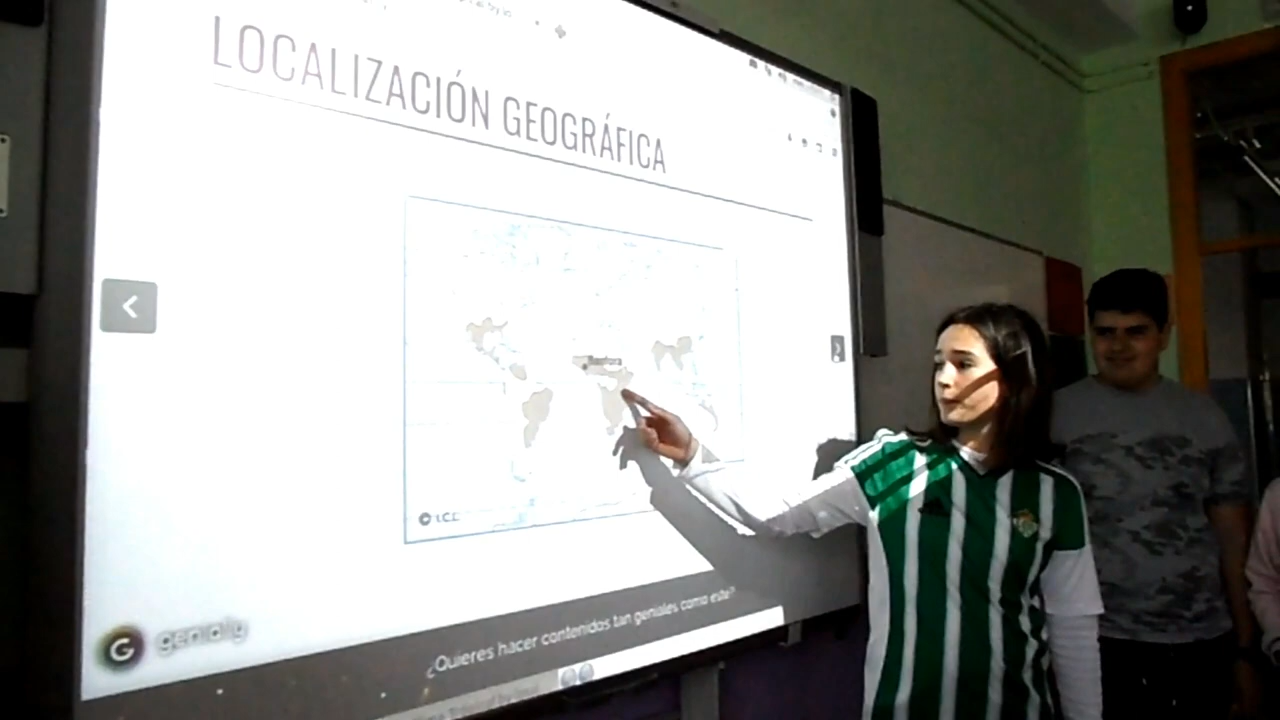 LOCALIZACIÓN GEOGRÁFICA
genially
¿Quieres hacer contenidos tan geniales como este?